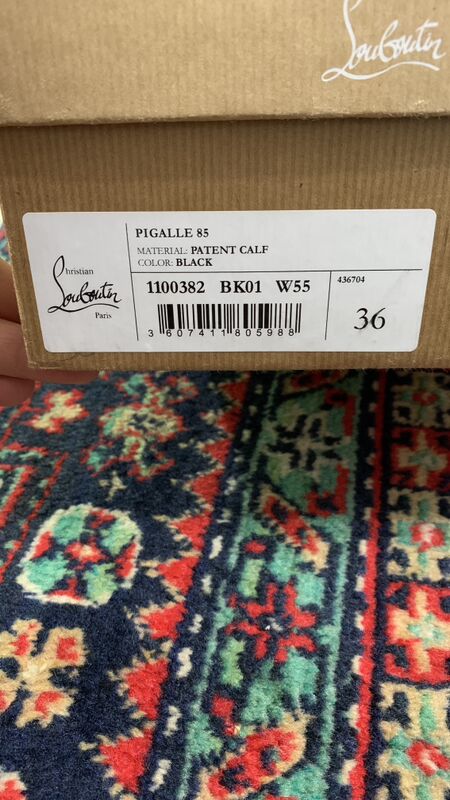 Louboutin
PIGALLE 85
MATERIAL: PATENT CALF
COLOR: BLACK
Christian
Louboutin
Paris
1100382 BK01 W55
436704
3 607411 805988
36